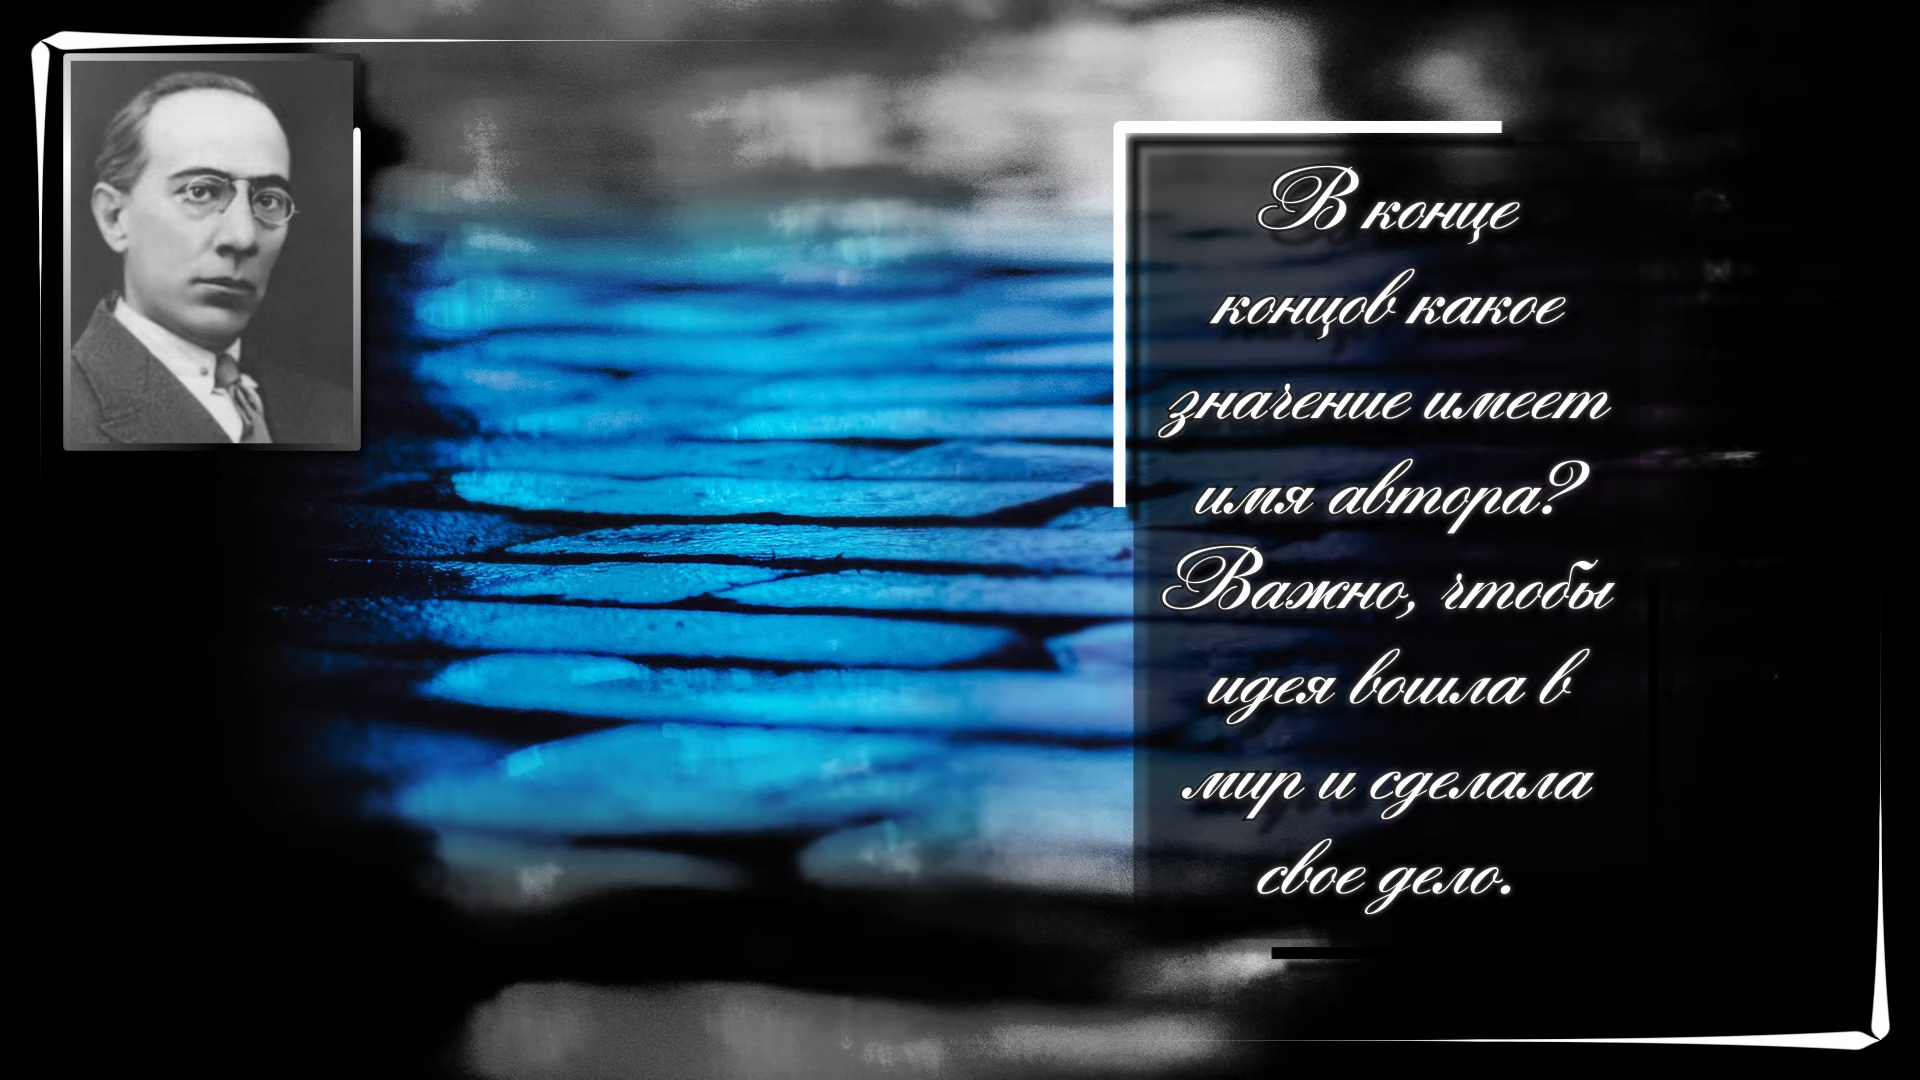 В конце
концов какое
значение имеет
имя автора?
Важно, чтобы
идея вошла в
мир и сделала
свое дело.